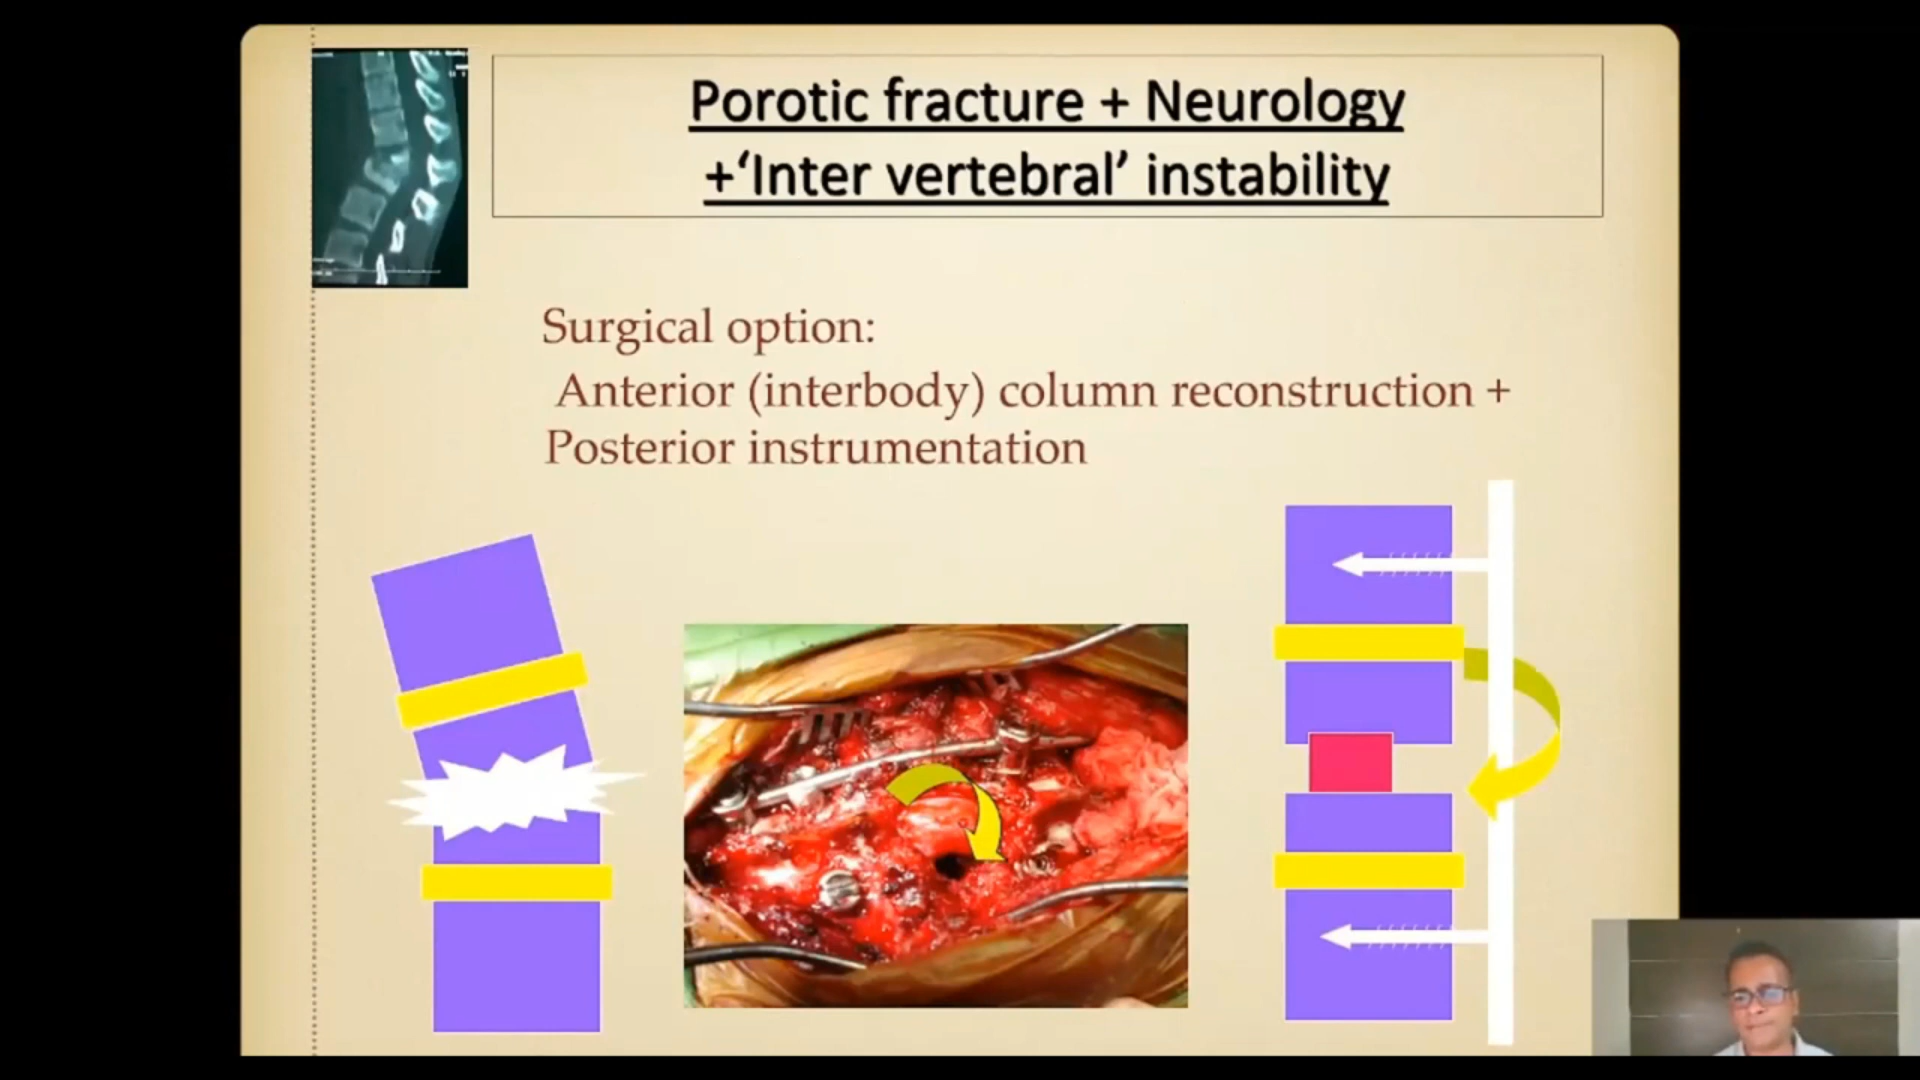 Porotic fracture + Neurology
+‘Inter vertebral’ instability
Surgical option:
Anterior (interbody) column reconstruction +
Posterior instrumentation